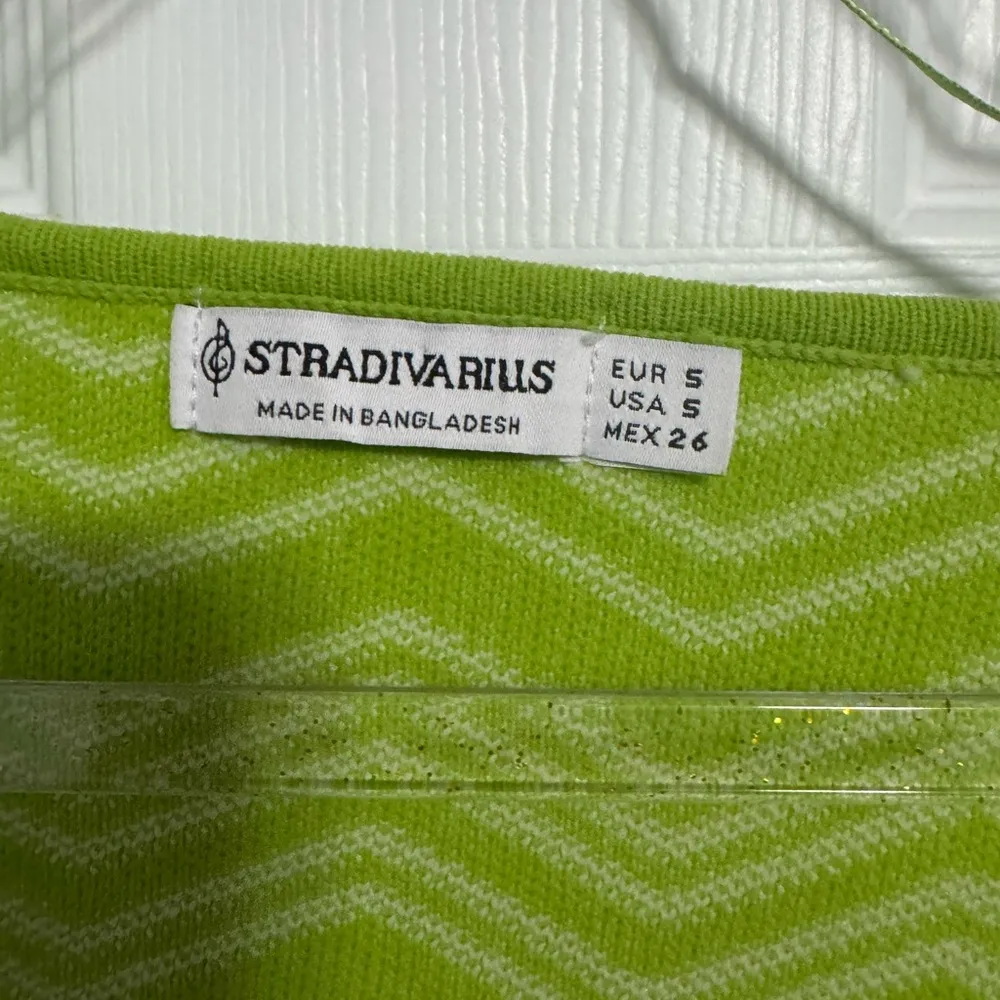 STRADIVARIUS
MADE IN BANGLADESH
EUR S
USA S
MEX 26